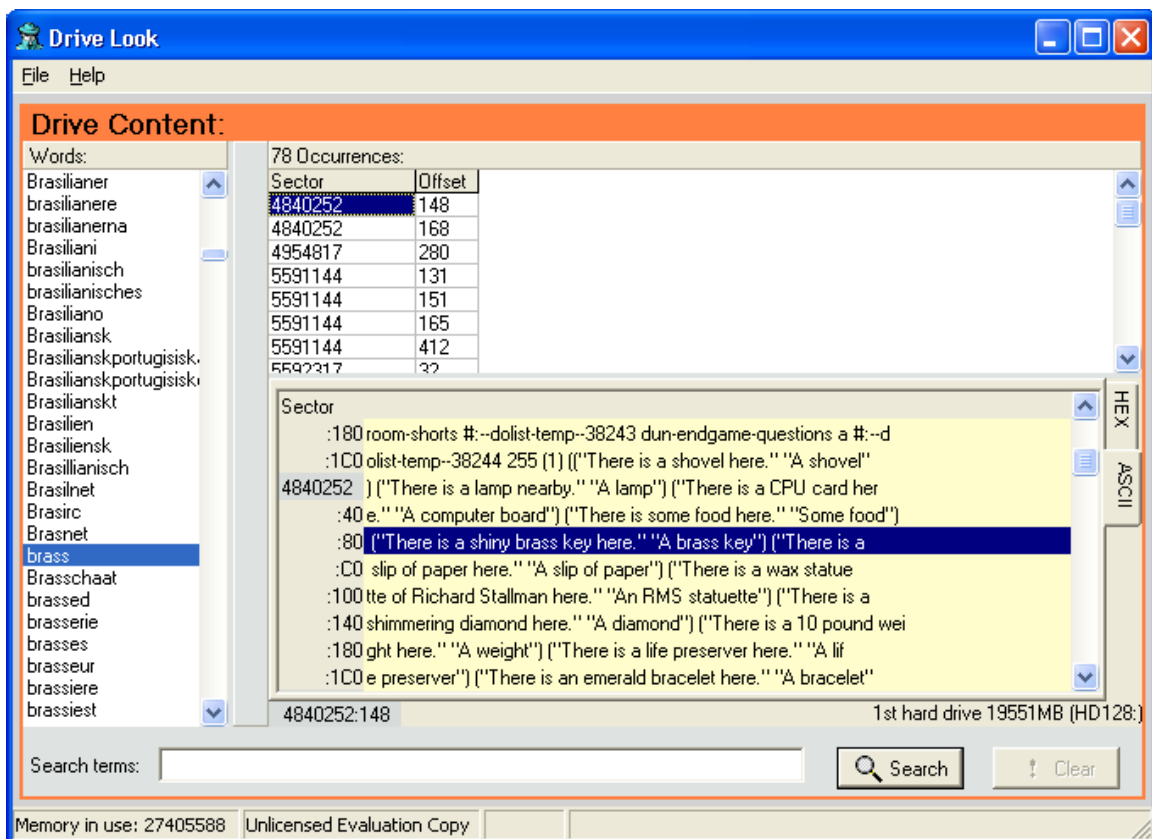 Drive Look
File Help
Drive Content:
Words:
Brasilianer
brasilianere
brasilianerna
Brasiliani
brasilianisch
brasilianisches
Brasiliano
Brasiliansk
Brasilianskportugisisk
Brasilianskportugisisk
Brasilianskt
Brasilien
Brasiliensk
Brasillianisch
Brasilnet
Brasirc
Brasnet
brass
Brasschaat
brassed
brasserie
brasses
brasseur
brassiere
brassiest
78 Occurrences:
Sector Offset
4840252 148
4840252 168
4954817 280
5591144 131
5591144 151
5591144 165
5591144 412
5592317 32
HEX
ASCII
Sector
:180 room-shorts #:--dolist-temp--38243 dun-endgame-questions a #:--d
:1C0 olist-temp--38244 255 (1) (("There is a shovel here." "A shovel"
4840252 ) ("There is a lamp nearby." "A lamp") ("There is a CPU card her
:40 e." "A computer board") ("There is some food here." "Some food")
:80 ("There is a shiny brass key here." "A brass key") ("There is a
:C0 slip of paper here." "A slip of paper") ("There is a wax statue
:100 tte of Richard Stallman here." "An RMS statuette") ("There is a
:140 shimmering diamond here." "A diamond") ("There is a 10 pound wei
:180 ght here." "A weight") ("There is a life preserver here." "A lif
:1C0 e preserver") ("There is an emerald bracelet here." "A bracelet"
4840252:148 1st hard drive 19551MB (HD128:)
Search terms: Search Clear
Memory in use: 27405588 Unlicensed Evaluation Copy